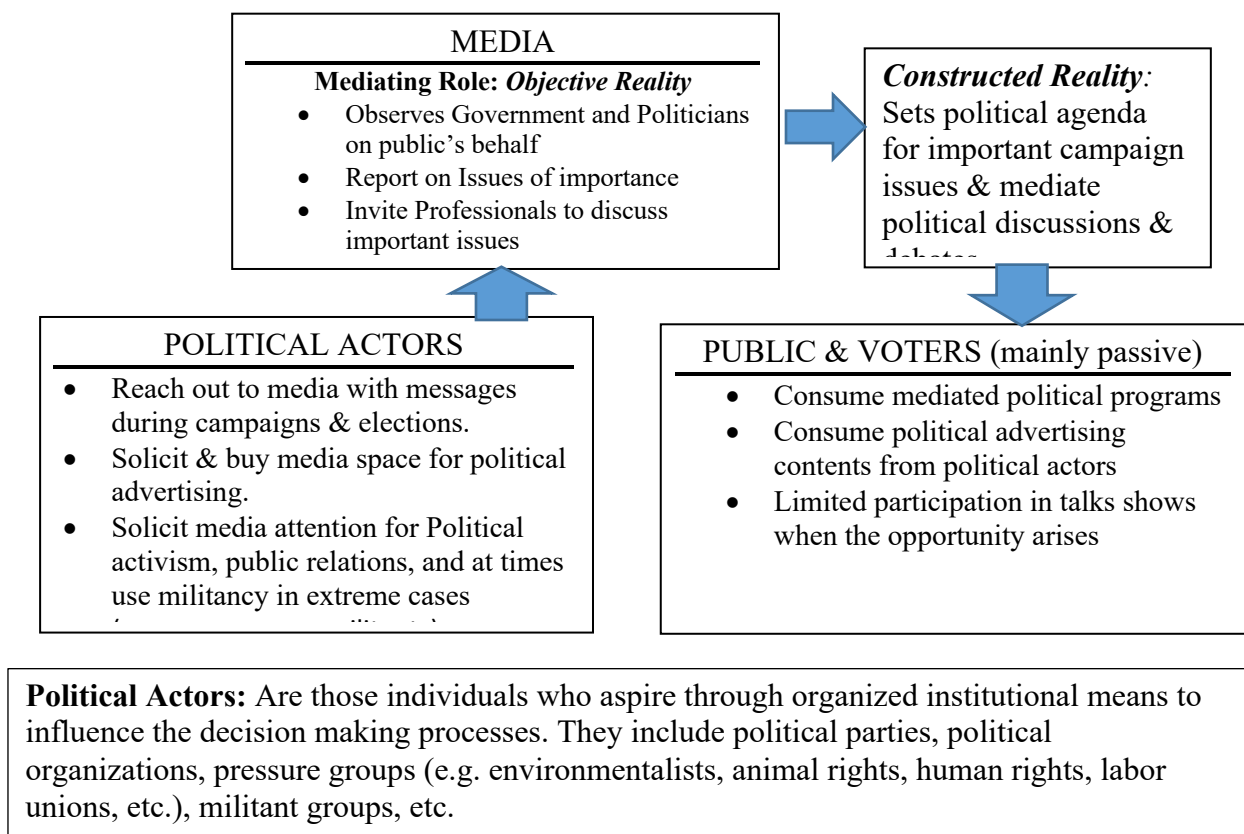 MEDIA
Mediating Role: Objective Reality
• Observes Government and Politicians
on public's behalf
• Report on Issues of importance
• Invite Professionals to discuss
important issues
Constructed Reality:
Sets political agenda
for important campaign
issues & mediate
political discussions &
debates
POLITICAL ACTORS
• Reach out to media with messages
during campaigns & elections.
• Solicit & buy media space for political
advertising.
• Solicit media attention for Political
activism, public relations, and at times
use militancy in extreme cases
PUBLIC & VOTERS (mainly passive)
• Consume mediated political programs
• Consume political advertising
contents from political actors
• Limited participation in talks shows
when the opportunity arises
Political Actors: Are those individuals who aspire through organized institutional means to
influence the decision making processes. They include political parties, political
organizations, pressure groups (e.g. environmentalists, animal rights, human rights, labor
unions, etc.), militant groups, etc.